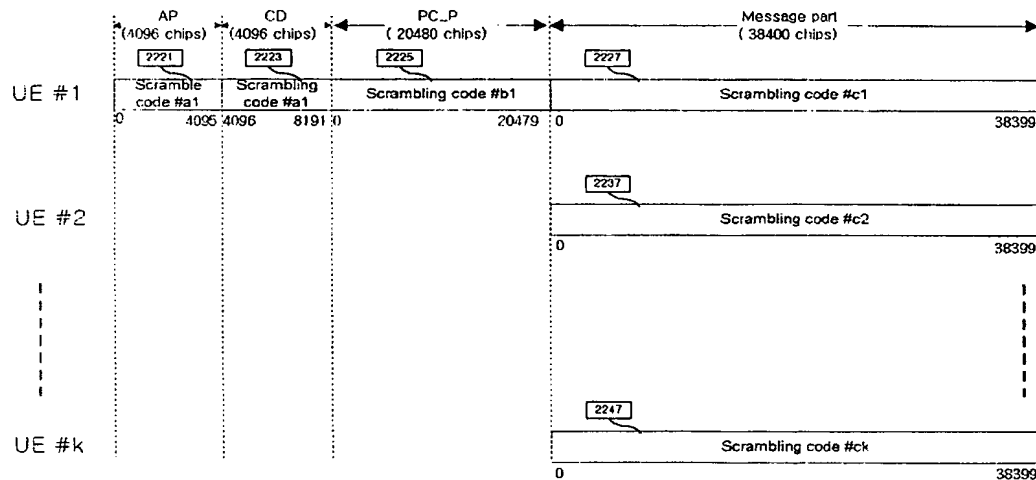 AP
(4096 chips)
CD
(4096 chips)
PC_P
( 20480 chips)
Message part
( 38400 chips)
2221
2223
2225
2227
UE #1
Scramble
code #a1
Scrambling
code #a1
Scrambling code #b1
Scrambling code #c1
0
4095
4096
8191
0
20479
0
38399
2237
UE #2
Scrambling code #c2
0
38399
2247
UE #k
Scrambling code #ck
0
38399